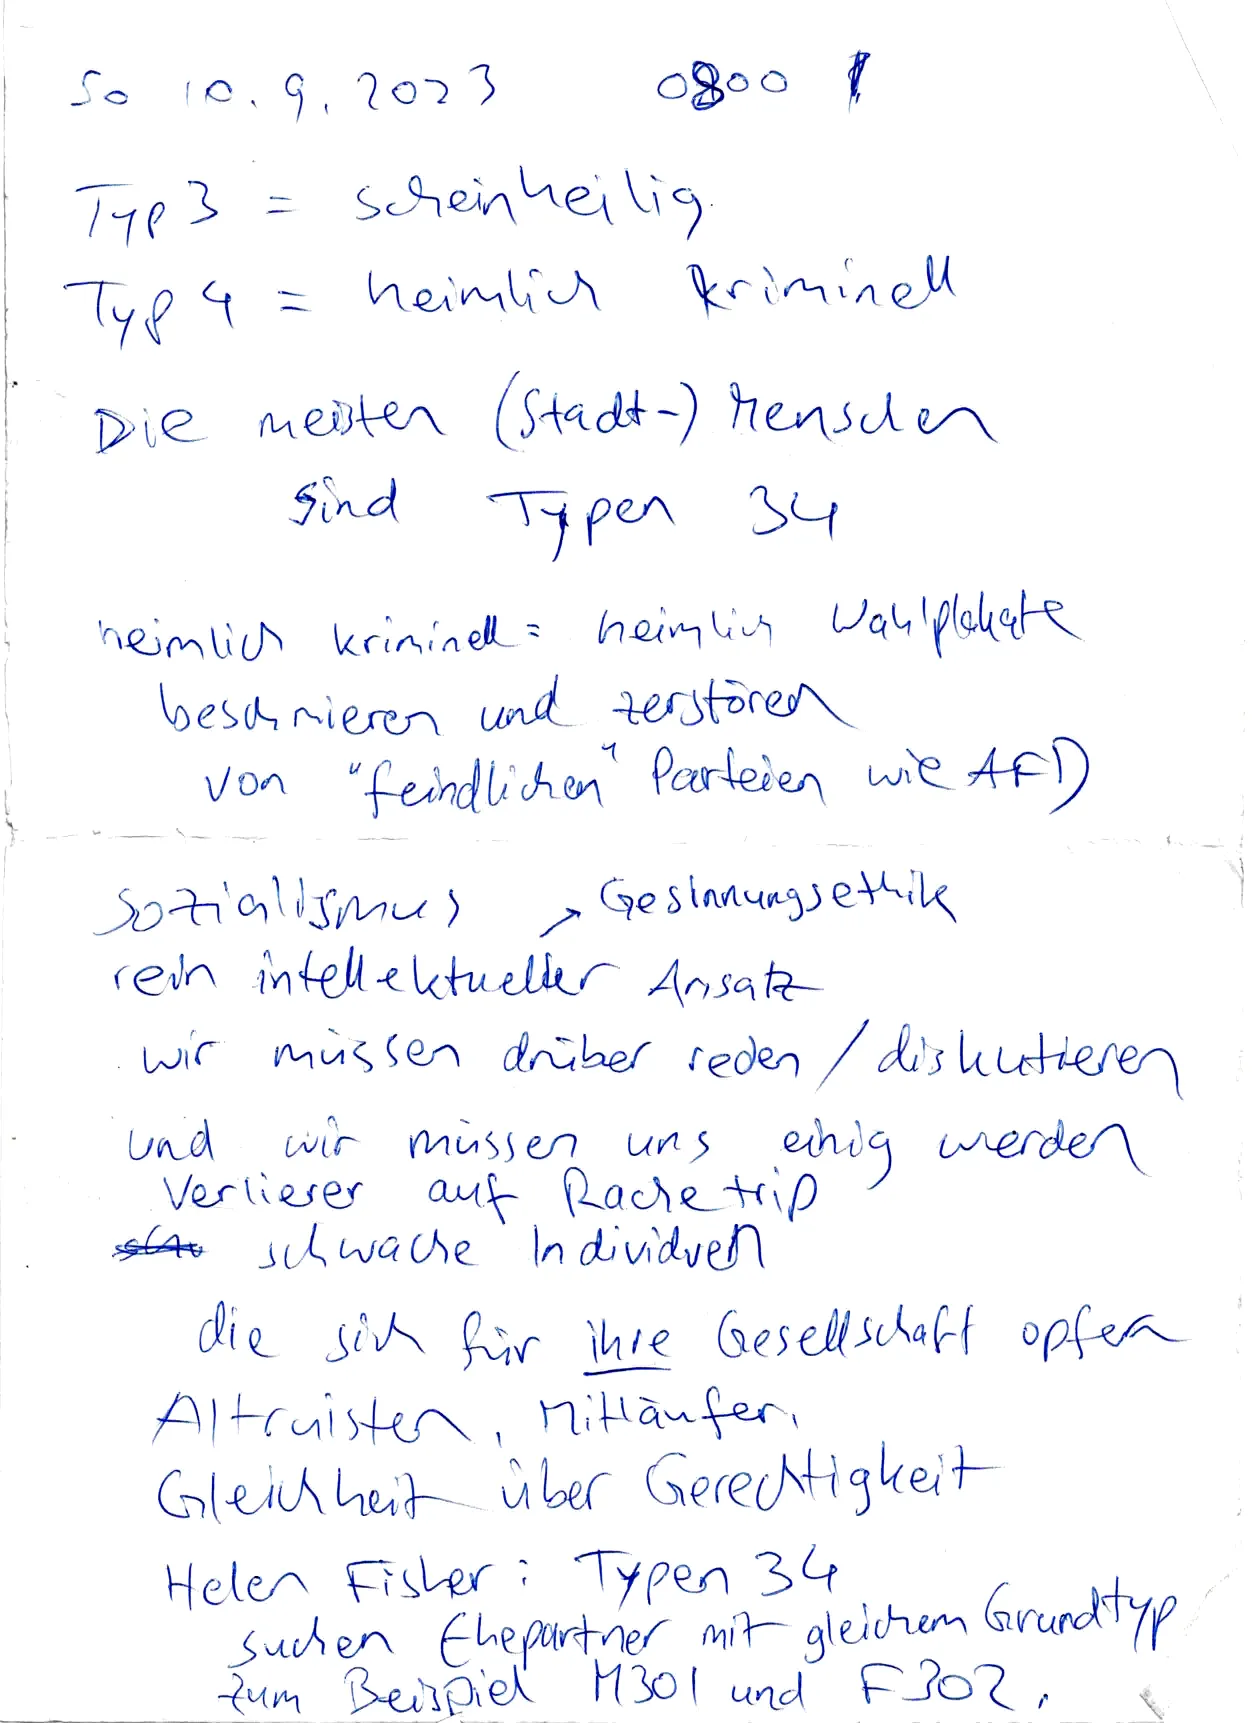 So 10.9.2023 0800
Typ 3 = scheinheilig
Typ 4 = heimlich kriminell
Die meisten (Stadt-) Menschen
sind Typen 34
heimlich kriminell = heimlich Wahlplakate
beschmieren und zerstören
von "feindlichen" Parteien wie AFD
Sozialismus → Gesinnungsethik
rein intellektueller Ansatz
wir müssen drüber reden / diskutieren
und wir müssen uns einig werden
Verlierer auf Rachetrip
schwache Individuen
die sich für ihre Gesellschaft opfern
Altruisten, Mitläufer,
Gleichheit über Gerechtigkeit
Helen Fisher: Typen 34
suchen Ehepartner mit gleichem Grundtyp
zum Beispiel M301 und F302.